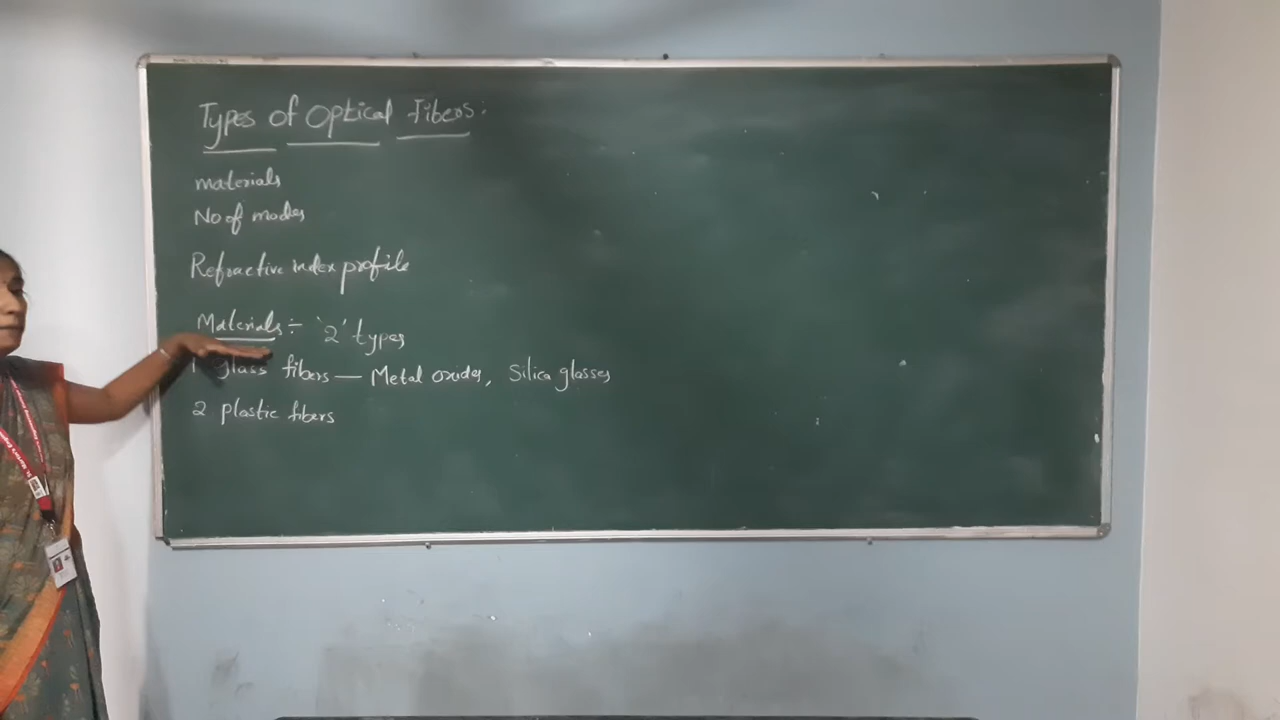 Types of Optical fibers:
materials
No of modes
Refractive index profile
Materials ÷ '2' types
1 glass fibers — Metal oxides, Silica glasses
2 plastic fibers